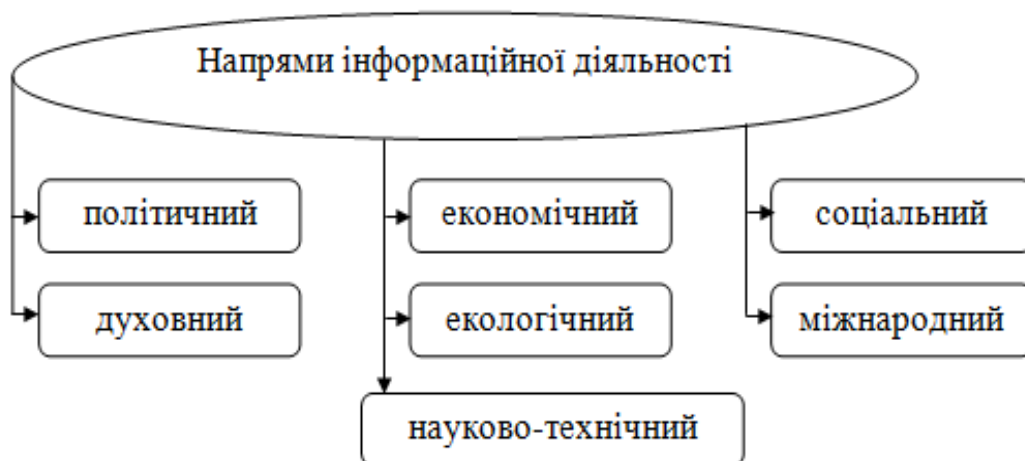 Напрями інформаційної діяльності
політичний
економічний
соціальний
духовний
екологічний
міжнародний
науково-технічний